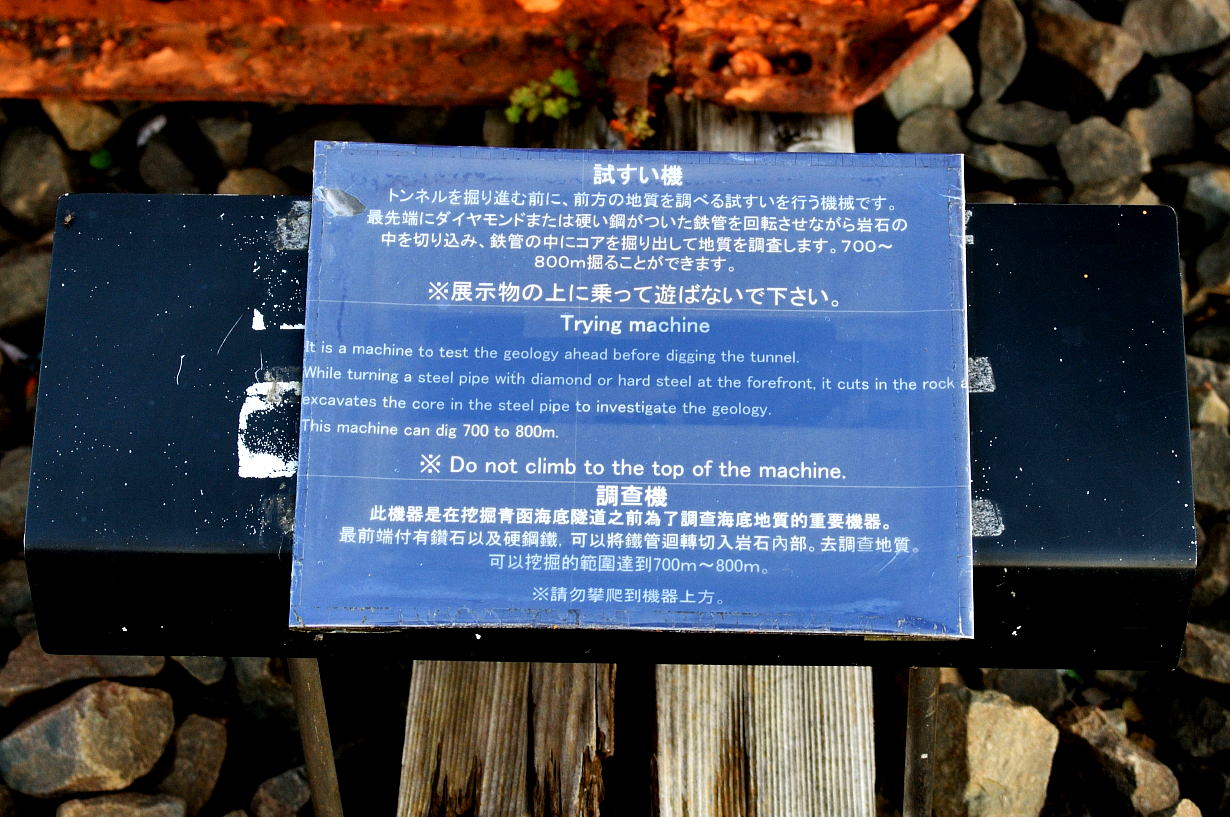 試すい機
トンネルを掘り進む前に、前方の地質を調べる試すいを行う機械です。
最先端にダイヤモンドまたは硬い鋼がついた鉄管を回転させながら岩石の
中を切り込み、鉄管の中にコアを掘り出して地質を調査します。700～
800m掘ることができます。
※展示物の上に乗って遊ばないで下さい。
Trying machine
It is a machine to test the geology ahead before digging the tunnel.
While turning a steel pipe with diamond or hard steel at the forefront, it cuts in the rock a
excavates the core in the steel pipe to investigate the geology.
This machine can dig 700 to 800m.
※ Do not climb to the top of the machine.
調查機
此機器是在挖掘青函海底隧道之前為了調查海底地質的重要機器。
最前端付有鑽石以及硬鋼鐵，可以將鐵管迴轉切入岩石內部。去調查地質。
可以挖掘的範圍達到700m～800m。
※請勿攀爬到機器上方。